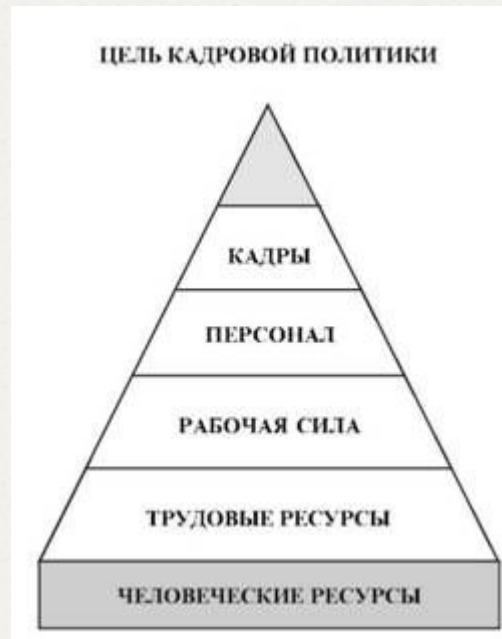 ЦЕЛЬ КАДРОВОЙ ПОЛИТИКИ
КАДРЫ
ПЕРСОНАЛ
РАБОЧАЯ СИЛА
ТРУДОВЫЕ РЕСУРСЫ
ЧЕЛОВЕЧЕСКИЕ РЕСУРСЫ